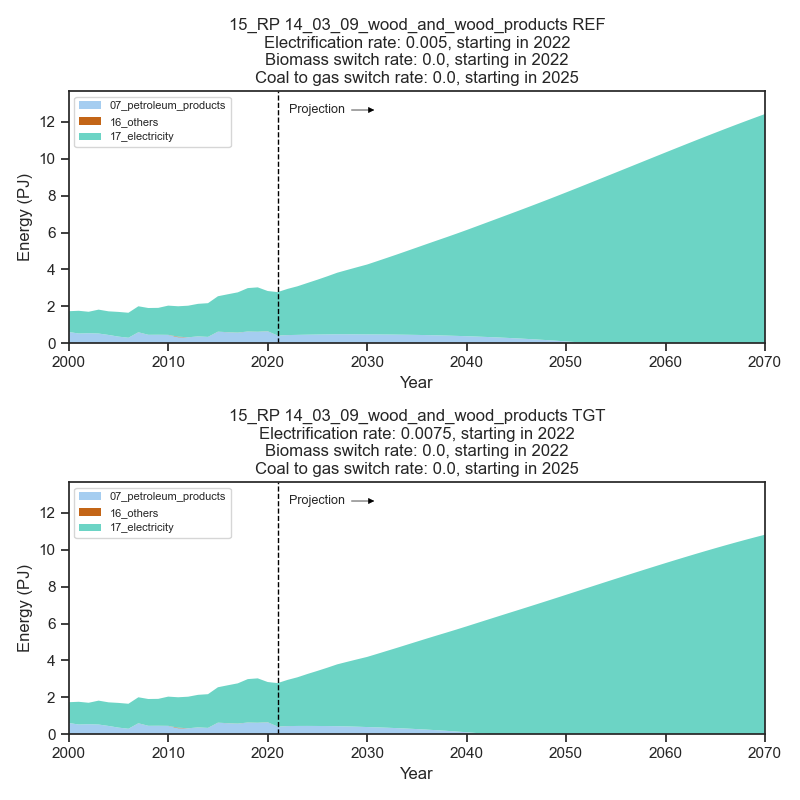 15_RP 14_03_09_wood_and_wood_products REF
Electrification rate: 0.005, starting in 2022
Biomass switch rate: 0.0, starting in 2022
Coal to gas switch rate: 0.0, starting in 2025
07_petroleum_products
16_others
17_electricity
Projection
12
10
8
6
4
2
0
Energy (PJ)
2000 2010 2020 2030 2040 2050 2060 2070
Year
15_RP 14_03_09_wood_and_wood_products TGT
Electrification rate: 0.0075, starting in 2022
Biomass switch rate: 0.0, starting in 2022
Coal to gas switch rate: 0.0, starting in 2025
07_petroleum_products
16_others
17_electricity
Projection
12
10
8
6
4
2
0
Energy (PJ)
2000 2010 2020 2030 2040 2050 2060 2070
Year